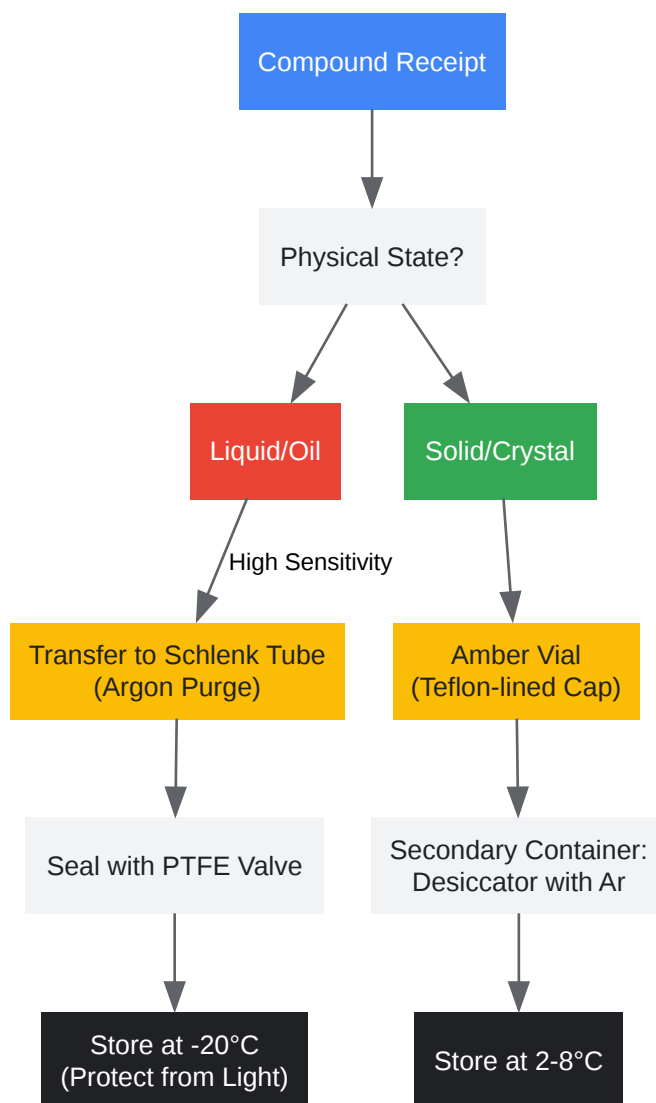 Compound Receipt
Physical State?
Liquid/Oil
Solid/Crystal
High Sensitivity
Transfer to Schlenk Tube
(Argon Purge)
Amber Vial
(Teflon-lined Cap)
Seal with PTFE Valve
Secondary Container:
Desiccator with Ar
Store at -20°C
(Protect from Light)
Store at 2-8°C